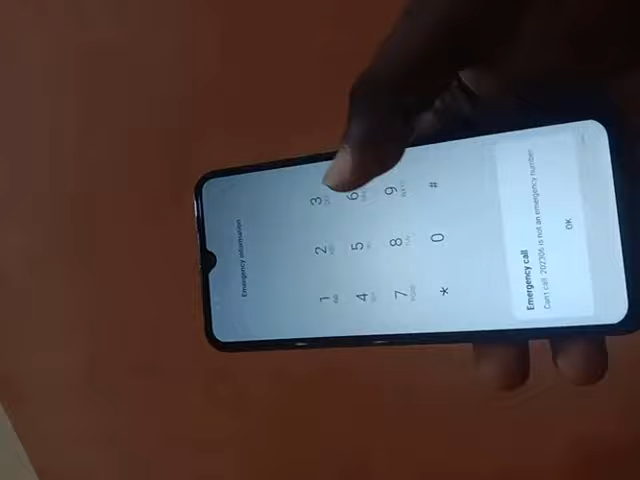 Emergency information
1 2 3
4 5 6
7 8 9
* 0 #
Emergency call
Can't call. 202306 is not an emergency number.
OK